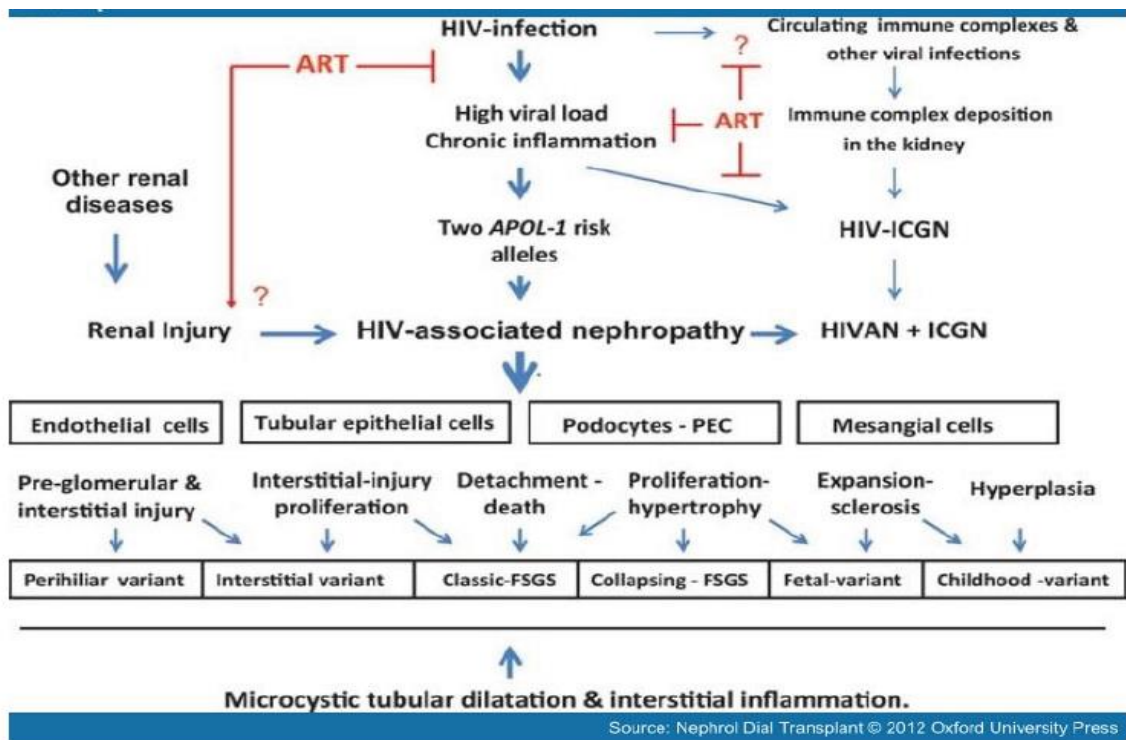 HIV-infection
Circulating immune complexes &
other viral infections
?
ART
High viral load
Chronic inflammation
ART
Immune complex deposition
in the kidney
Other renal
diseases
Two APOL-1 risk
alleles
HIV-ICGN
?
Renal Injury
HIV-associated nephropathy
HIVAN + ICGN
Endothelial cells
Tubular epithelial cells
Podocytes - PEC
Mesangial cells
Pre-glomerular &
interstitial injury
Interstitial-injury
proliferation
Detachment -
death
Proliferation-
hypertrophy
Expansion-
sclerosis
Hyperplasia
Perihiliar variant
Interstitial variant
Classic-FSGS
Collapsing - FSGS
Fetal-variant
Childhood -variant
Microcystic tubular dilatation & interstitial inflammation.
Source: Nephrol Dial Transplant © 2012 Oxford University Press